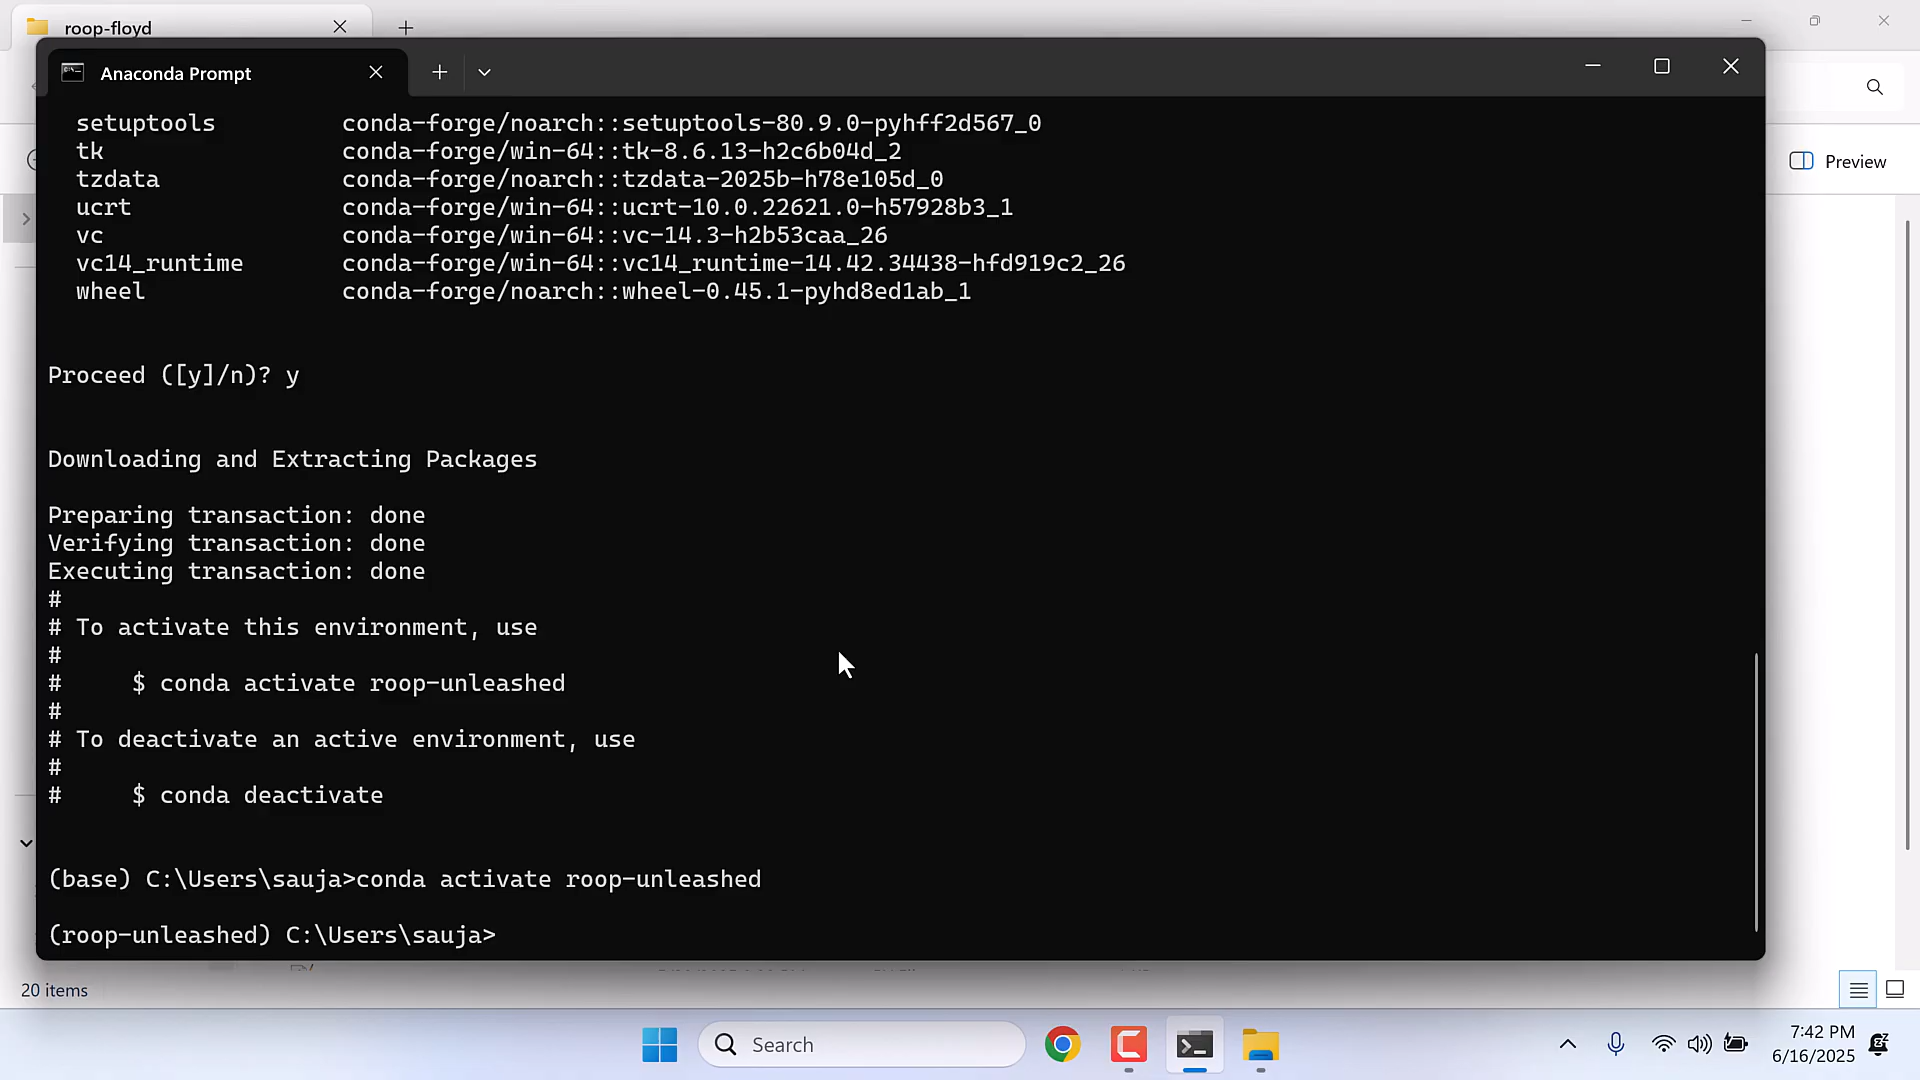 roop-floyd
Anaconda Prompt
setuptools conda-forge/noarch::setuptools-80.9.0-pyhff2d567_0
tk conda-forge/win-64::tk-8.6.13-h2c6b04d_2
tzdata conda-forge/win-64::tzdata-2025b-h78e105d_0
ucrt conda-forge/win-64::ucrt-10.0.22621.0-h57928b3_1
vc conda-forge/win-64::vc-14.3-h2b53caa_26
vc14_runtime conda-forge/win-64::vc14_runtime-14.42.34438-hfd919c2_26
wheel conda-forge/noarch::wheel-0.45.1-pyhd8ed1ab_1
Preview
Proceed ([y]/n)? y
Downloading and Extracting Packages
Preparing transaction: done
Verifying transaction: done
Executing transaction: done
#
# To activate this environment, use
#
# $ conda activate roop-unleashed
#
# To deactivate an active environment, use
#
# $ conda deactivate
(base) C:\Users\sauja>conda activate roop-unleashed
(roop-unleashed) C:\Users\sauja>
20 items
Search
7:42 PM
6/16/2025